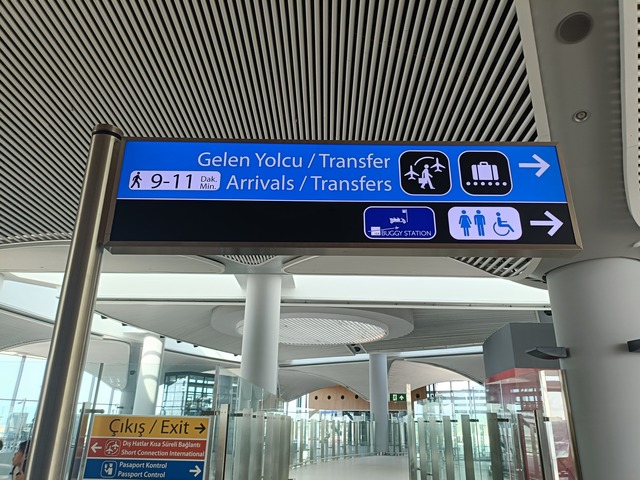 Gelen Yolcu / Transfer
9-11 Dak. Min.
Arrivals / Transfers
BUGGY STATION
Çıkış / Exit
Dış Hatlar Kısa Süreli Bağlantı
Short Connection International
Pasaport Kontrol
Passport Control